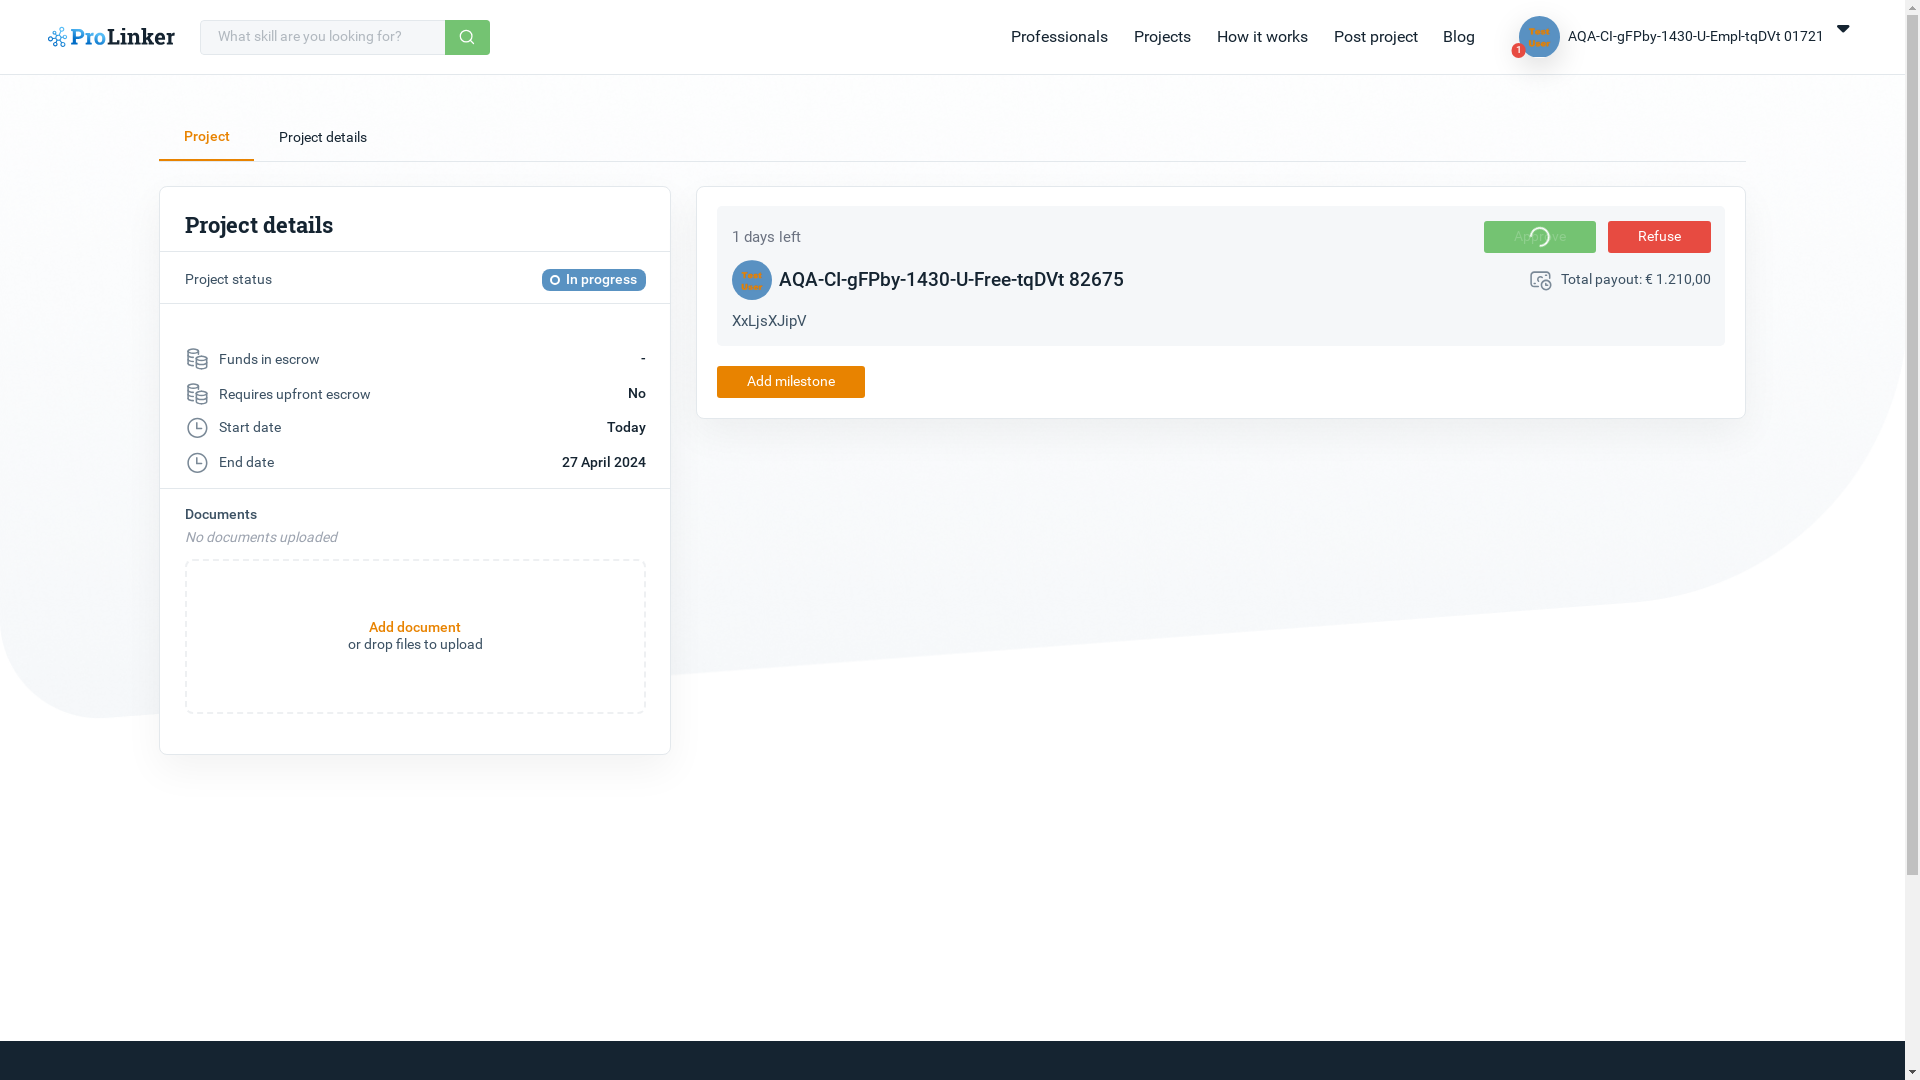 ProLinker
What skill are you looking for?
Professionals
Projects
How it works
Post project
Blog
Test
User
1
AQA-CI-gFPby-1430-U-Empl-tqDVt 01721
Project
Project details
Project details
Project status
In progress
Funds in escrow
-
Requires upfront escrow
No
Start date
Today
End date
27 April 2024
Documents
No documents uploaded
Add document
or drop files to upload
1 days left
Approve
Refuse
Test
User
AQA-CI-gFPby-1430-U-Free-tqDVt 82675
Total payout: € 1.210,00
XxLjsXJipV
Add milestone